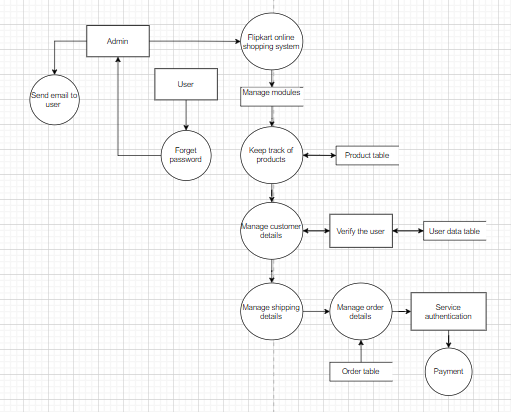 Admin
Flipkart online
shopping system
Send email to
user
User
Manage modules
Forget
password
Keep track of
products
Product table
Manage customer
details
Verify the user
User data table
Manage shipping
details
Manage order
details
Service
authentication
Order table
Payment